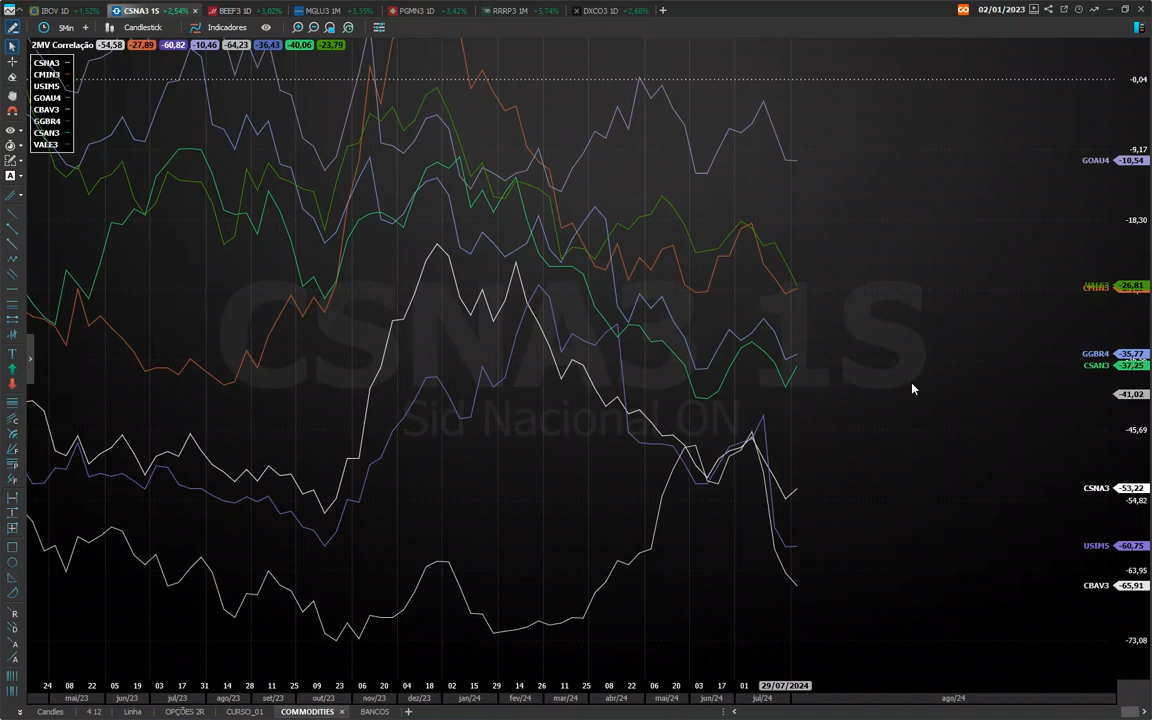 IBOV 1D +1,52% CSNA3 1S +2,54% × BEEF3 1D +3,02% MGLU3 1M +3,35% PGMN3 1D +3,42% RRRP3 1M +5,74% DXCO3 1D +2,68% + 02/01/2023
5Min + Candlestick Indicadores
2MV Correlação -54,58 -27,89 -60,82 -10,46 -64,23 -36,43 -40,06 -23,79
CSNA3
CMIN3
USIM5
GOAU4
CBAV3
GGBR4
CSAN3
VALE3
-0,04
-9,17
GOAU4 -10,54
-18,30
-26,81
CSNA3 1S
Sid Nacional ON
GGBR4 -35,77
CSAN3 -37,25
-41,02
-45,69
CSNA3 -53,22
-54,82
USIM5 -60,75
-63,95
CBAV3 -65,91
-73,08
24 08 22 05 19 03 17 31 14 28 11 25 09 23 06 20 04 18 02 15 29 14 26 11 25 08 22 06 20 03 17 01 29/07/2024
mai/23 jun/23 jul/23 ago/23 set/23 out/23 nov/23 dez/23 jan/24 fev/24 mar/24 abr/24 mai/24 jun/24 jul/24 ago/24
Candles 4 12 Linha OPÇÕES 2R CURSO_01 COMMODITIES × BANCOS +